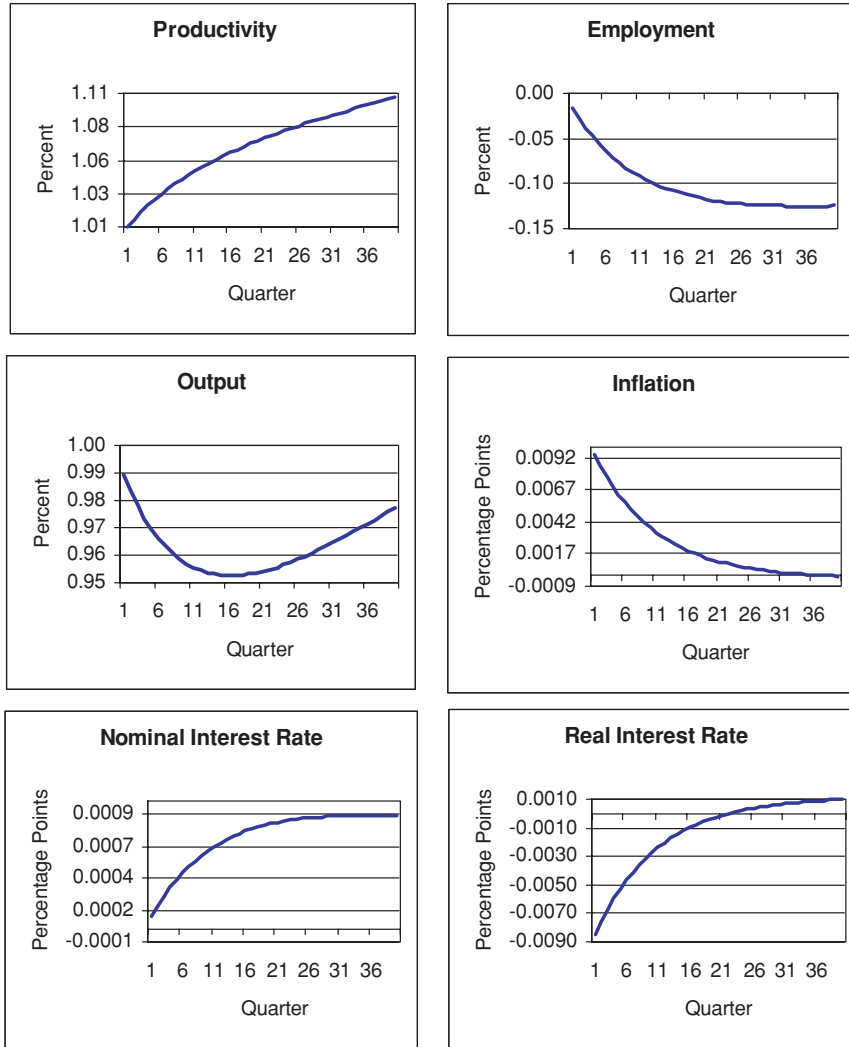 Productivity
Percent
1.11
1.08
1.06
1.03
1.01
1 6 11 16 21 26 31 36
Quarter
Employment
Percent
0.00
-0.05
-0.10
-0.15
1 6 11 16 21 26 31 36
Quarter
Output
Percent
1.00
0.99
0.98
0.97
0.96
0.95
1 6 11 16 21 26 31 36
Quarter
Inflation
Percentage Points
0.0092
0.0067
0.0042
0.0017
-0.0009
1 6 11 16 21 26 31 36
Quarter
Nominal Interest Rate
Percentage Points
0.0009
0.0007
0.0004
0.0002
-0.0001
1 6 11 16 21 26 31 36
Quarter
Real Interest Rate
Percentage Points
0.0010
-0.0010
-0.0030
-0.0050
-0.0070
-0.0090
1 6 11 16 21 26 31 36
Quarter